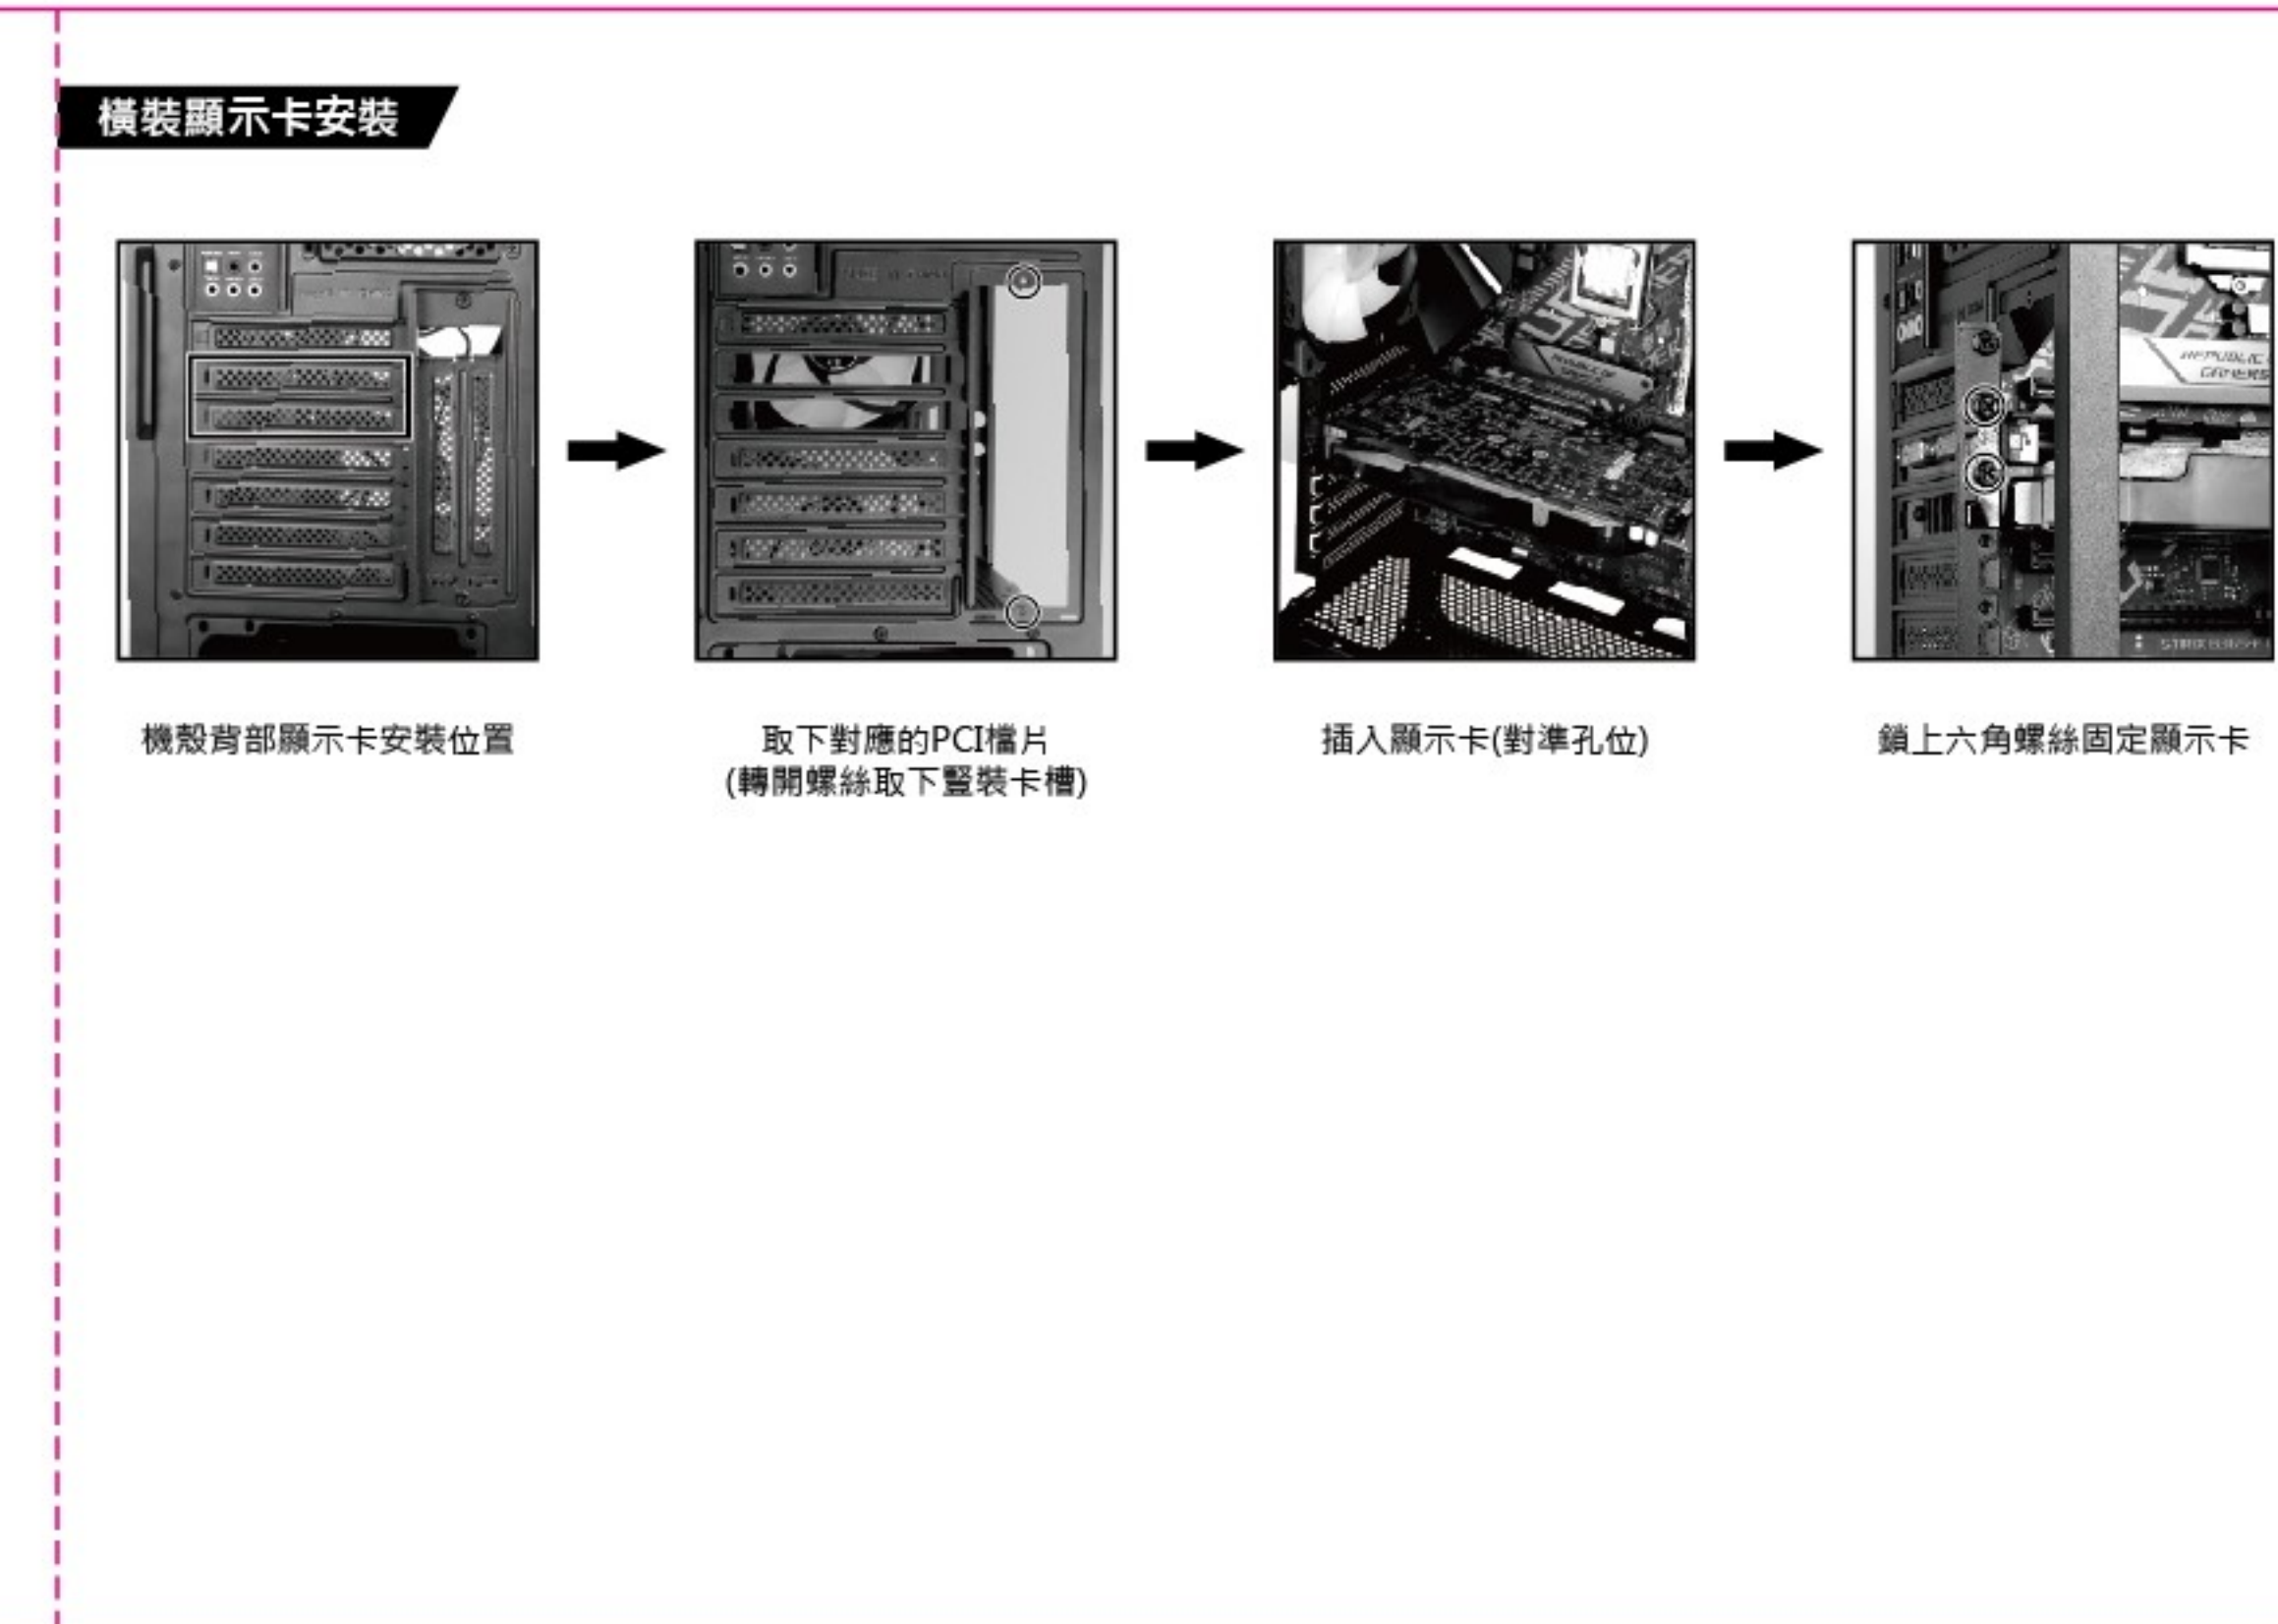 橫裝顯示卡安裝
機殼背部顯示卡安裝位置
取下對應的PCI檔片
(轉開螺絲取下豎裝卡槽)
插入顯示卡(對準孔位)
鎖上六角螺絲固定顯示卡
REPUBLIC OF
GAMERS